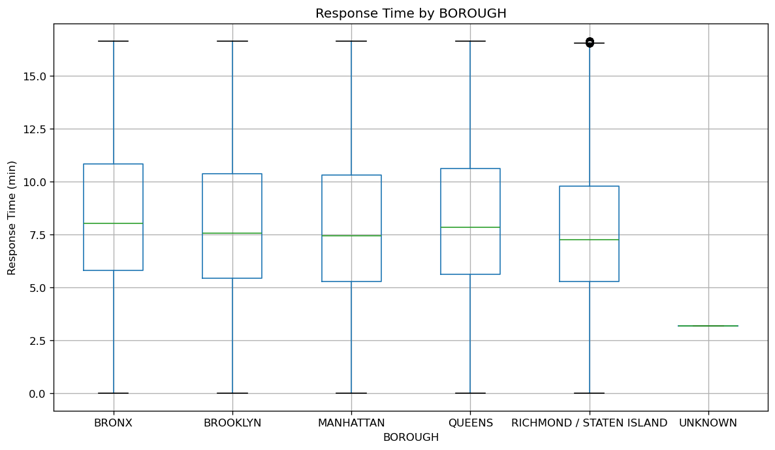 Response Time by BOROUGH
Response Time (min)
15.0
12.5
10.0
7.5
5.0
2.5
0.0
BRONX BROOKLYN MANHATTAN QUEENS RICHMOND / STATEN ISLAND UNKNOWN
BOROUGH